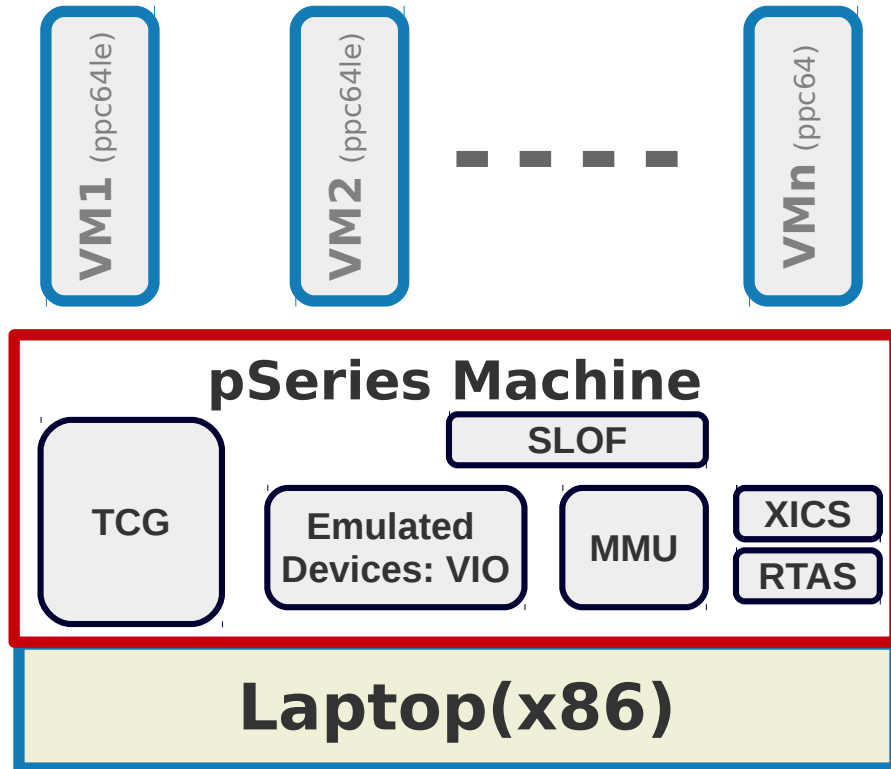 VM1 (ppc64le)
VM2 (ppc64le)
VMn (ppc64)
pSeries Machine
SLOF
TCG
Emulated
Devices: VIO
MMU
XICS
RTAS
Laptop(x86)